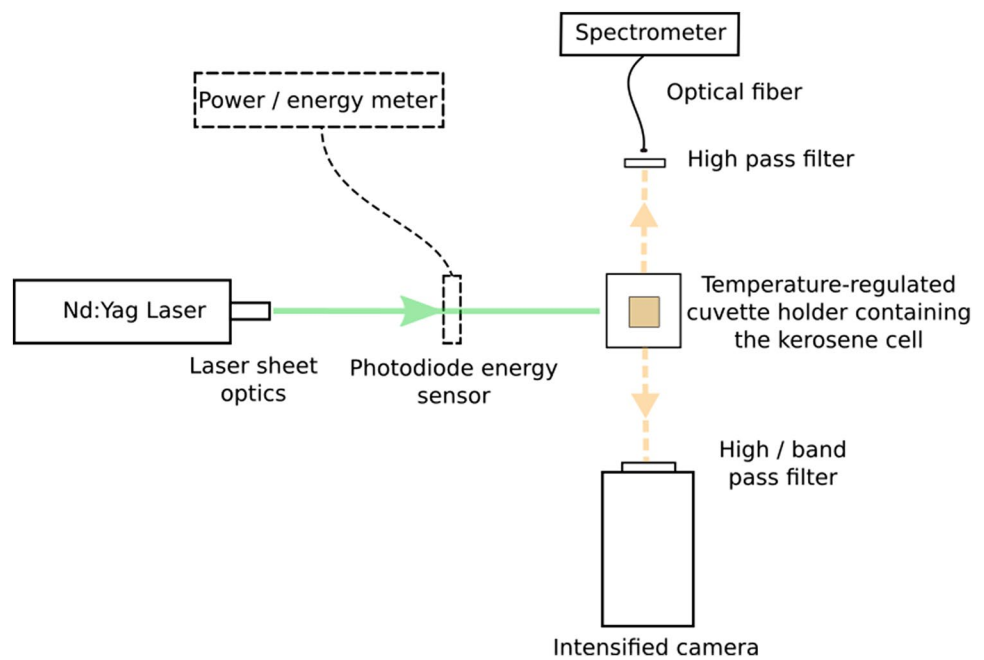 Spectrometer
Power / energy meter
Optical fiber
High pass filter
Nd:Yag Laser
Temperature-regulated
cuvette holder containing
the kerosene cell
Laser sheet
optics
Photodiode energy
sensor
High / band
pass filter
Intensified camera